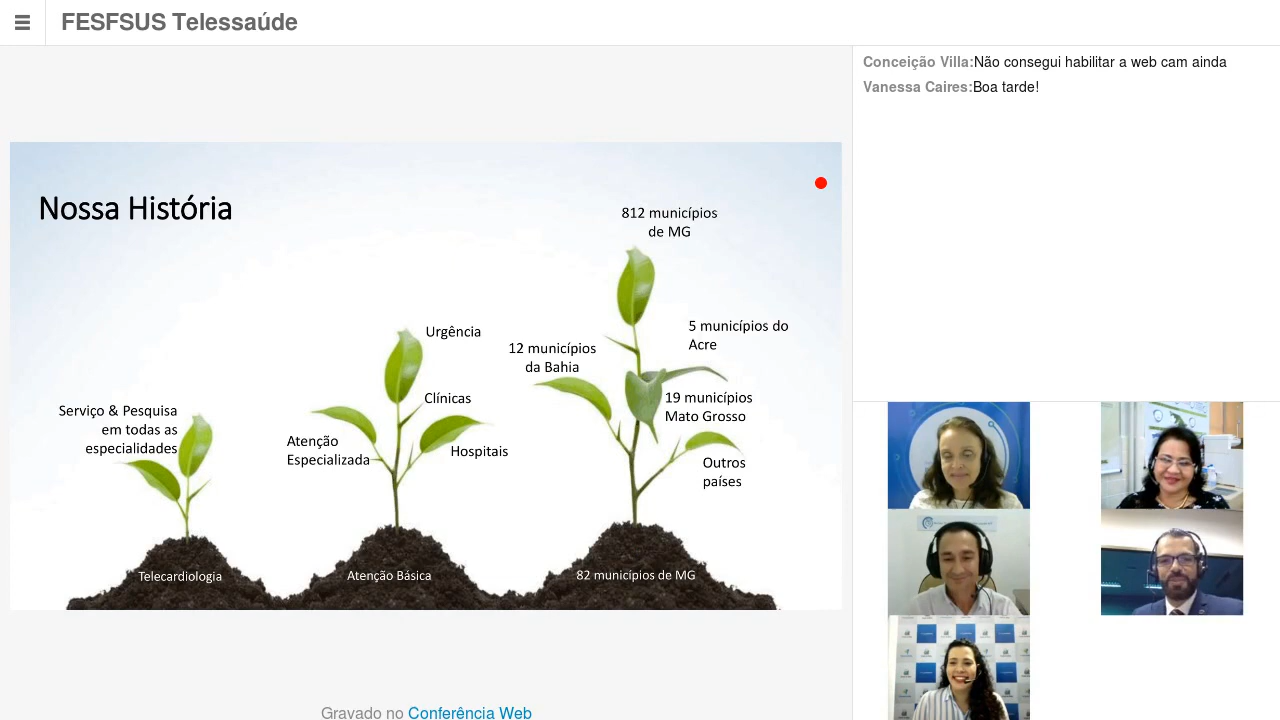 FESFSUS Telessaúde
Nossa História
Serviço & Pesquisa
em todas as
especialidades
Telecardiologia
Urgência
Clínicas
Atenção
Especializada
Hospitais
Atenção Básica
812 municípios
de MG
12 municípios
da Bahia
5 municípios do
Acre
19 municípios
Mato Grosso
Outros
países
82 municípios de MG
Gravado no Conferência Web
Conceição Villa:Não consegui habilitar a web cam ainda
Vanessa Caires:Boa tarde!